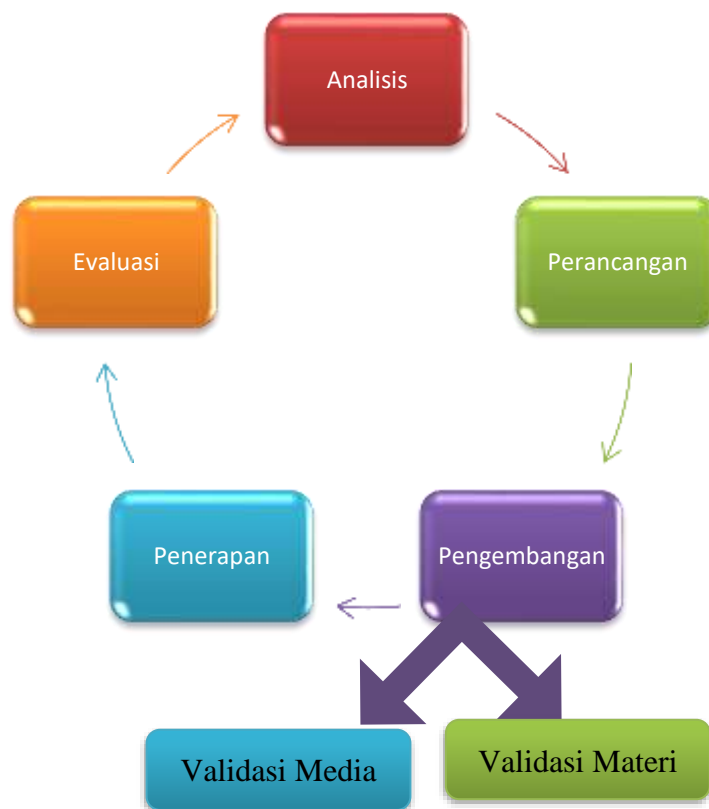 Analisis
Evaluasi
Perancangan
Penerapan
Pengembangan
Validasi Media
Validasi Materi